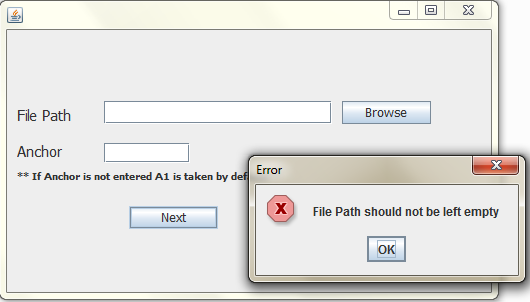 File Path
Browse
Anchor
** If Anchor is not entered A1 is taken by
Next
Error
File Path should not be left empty
OK